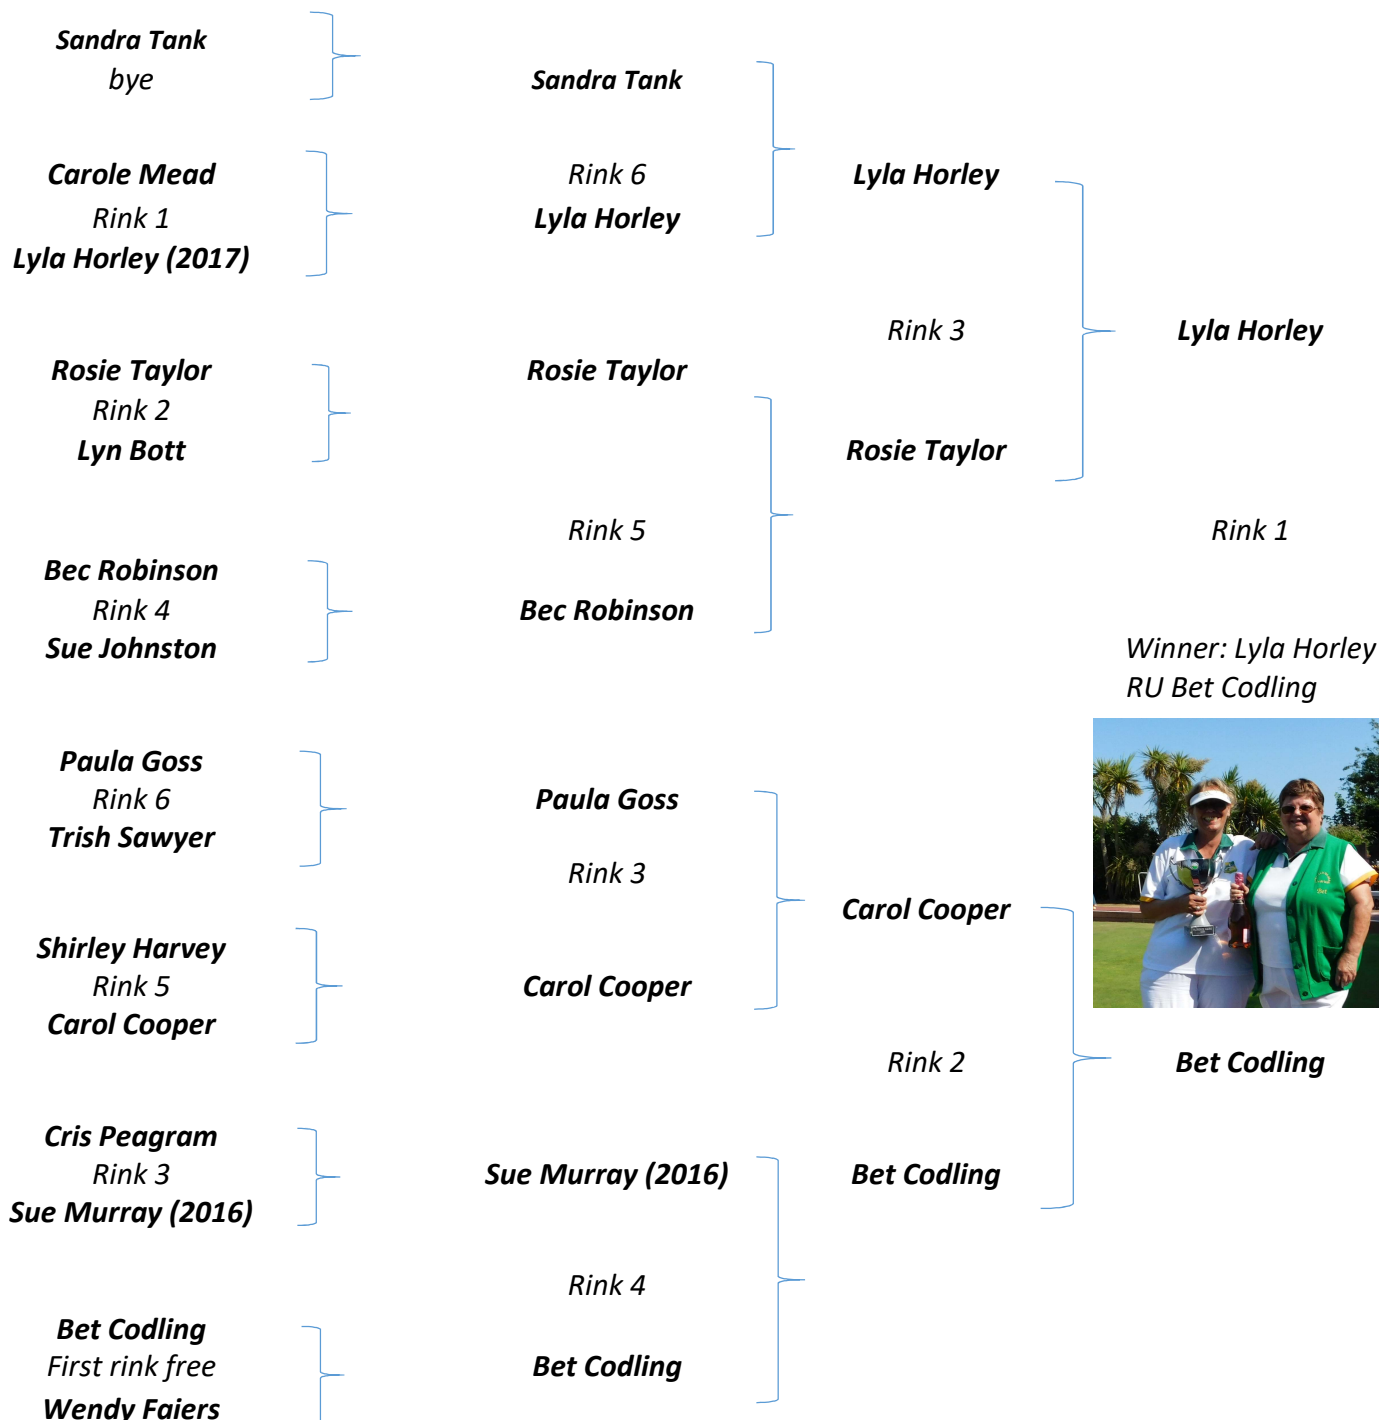 Sandra Tank
bye
Carole Mead
Rink 1
Lyla Horley (2017)
Rosie Taylor
Rink 2
Lyn Bott
Bec Robinson
Rink 4
Sue Johnston
Paula Goss
Rink 6
Trish Sawyer
Shirley Harvey
Rink 5
Carol Cooper
Cris Peagram
Rink 3
Sue Murray (2016)
Bet Codling
First rink free
Wendy Faiers
Sandra Tank
Rink 6
Lyla Horley
Rosie Taylor
Rink 5
Bec Robinson
Paula Goss
Rink 3
Carol Cooper
Sue Murray (2016)
Rink 4
Bet Codling
Lyla Horley
Rink 3
Rosie Taylor
Carol Cooper
Rink 2
Bet Codling
Lyla Horley
Rink 1
Winner: Lyla Horley
RU Bet Codling
Bet Codling